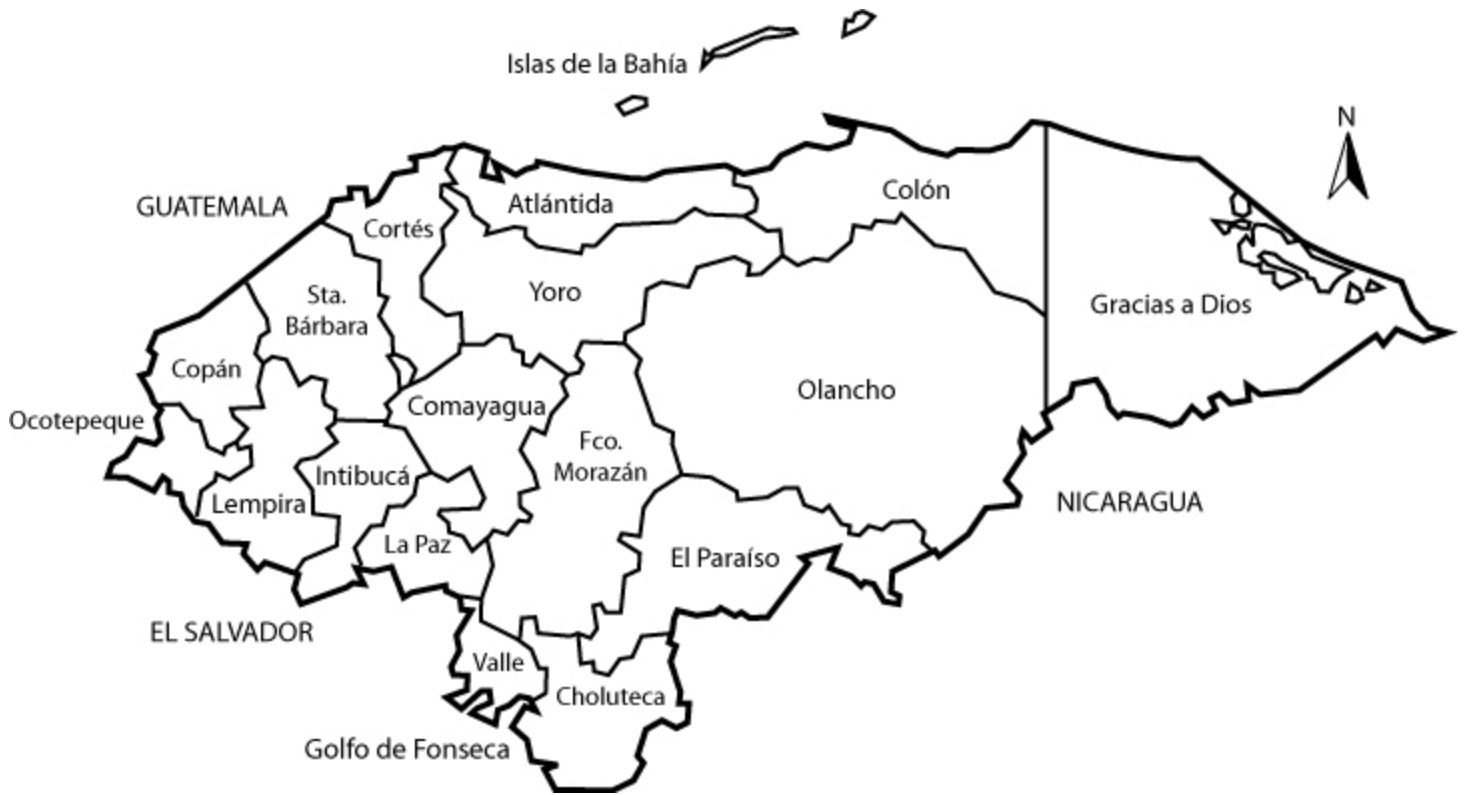 Islas de la Bahía
N
GUATEMALA
Cortés
Atlántida
Colón
Sta.
Bárbara
Yoro
Gracias a Dios
Copán
Comayagua
Olancho
Ocotepeque
Fco.
Morazán
Intibucá
Lempira
NICARAGUA
La Paz
El Paraíso
EL SALVADOR
Valle
Choluteca
Golfo de Fonseca